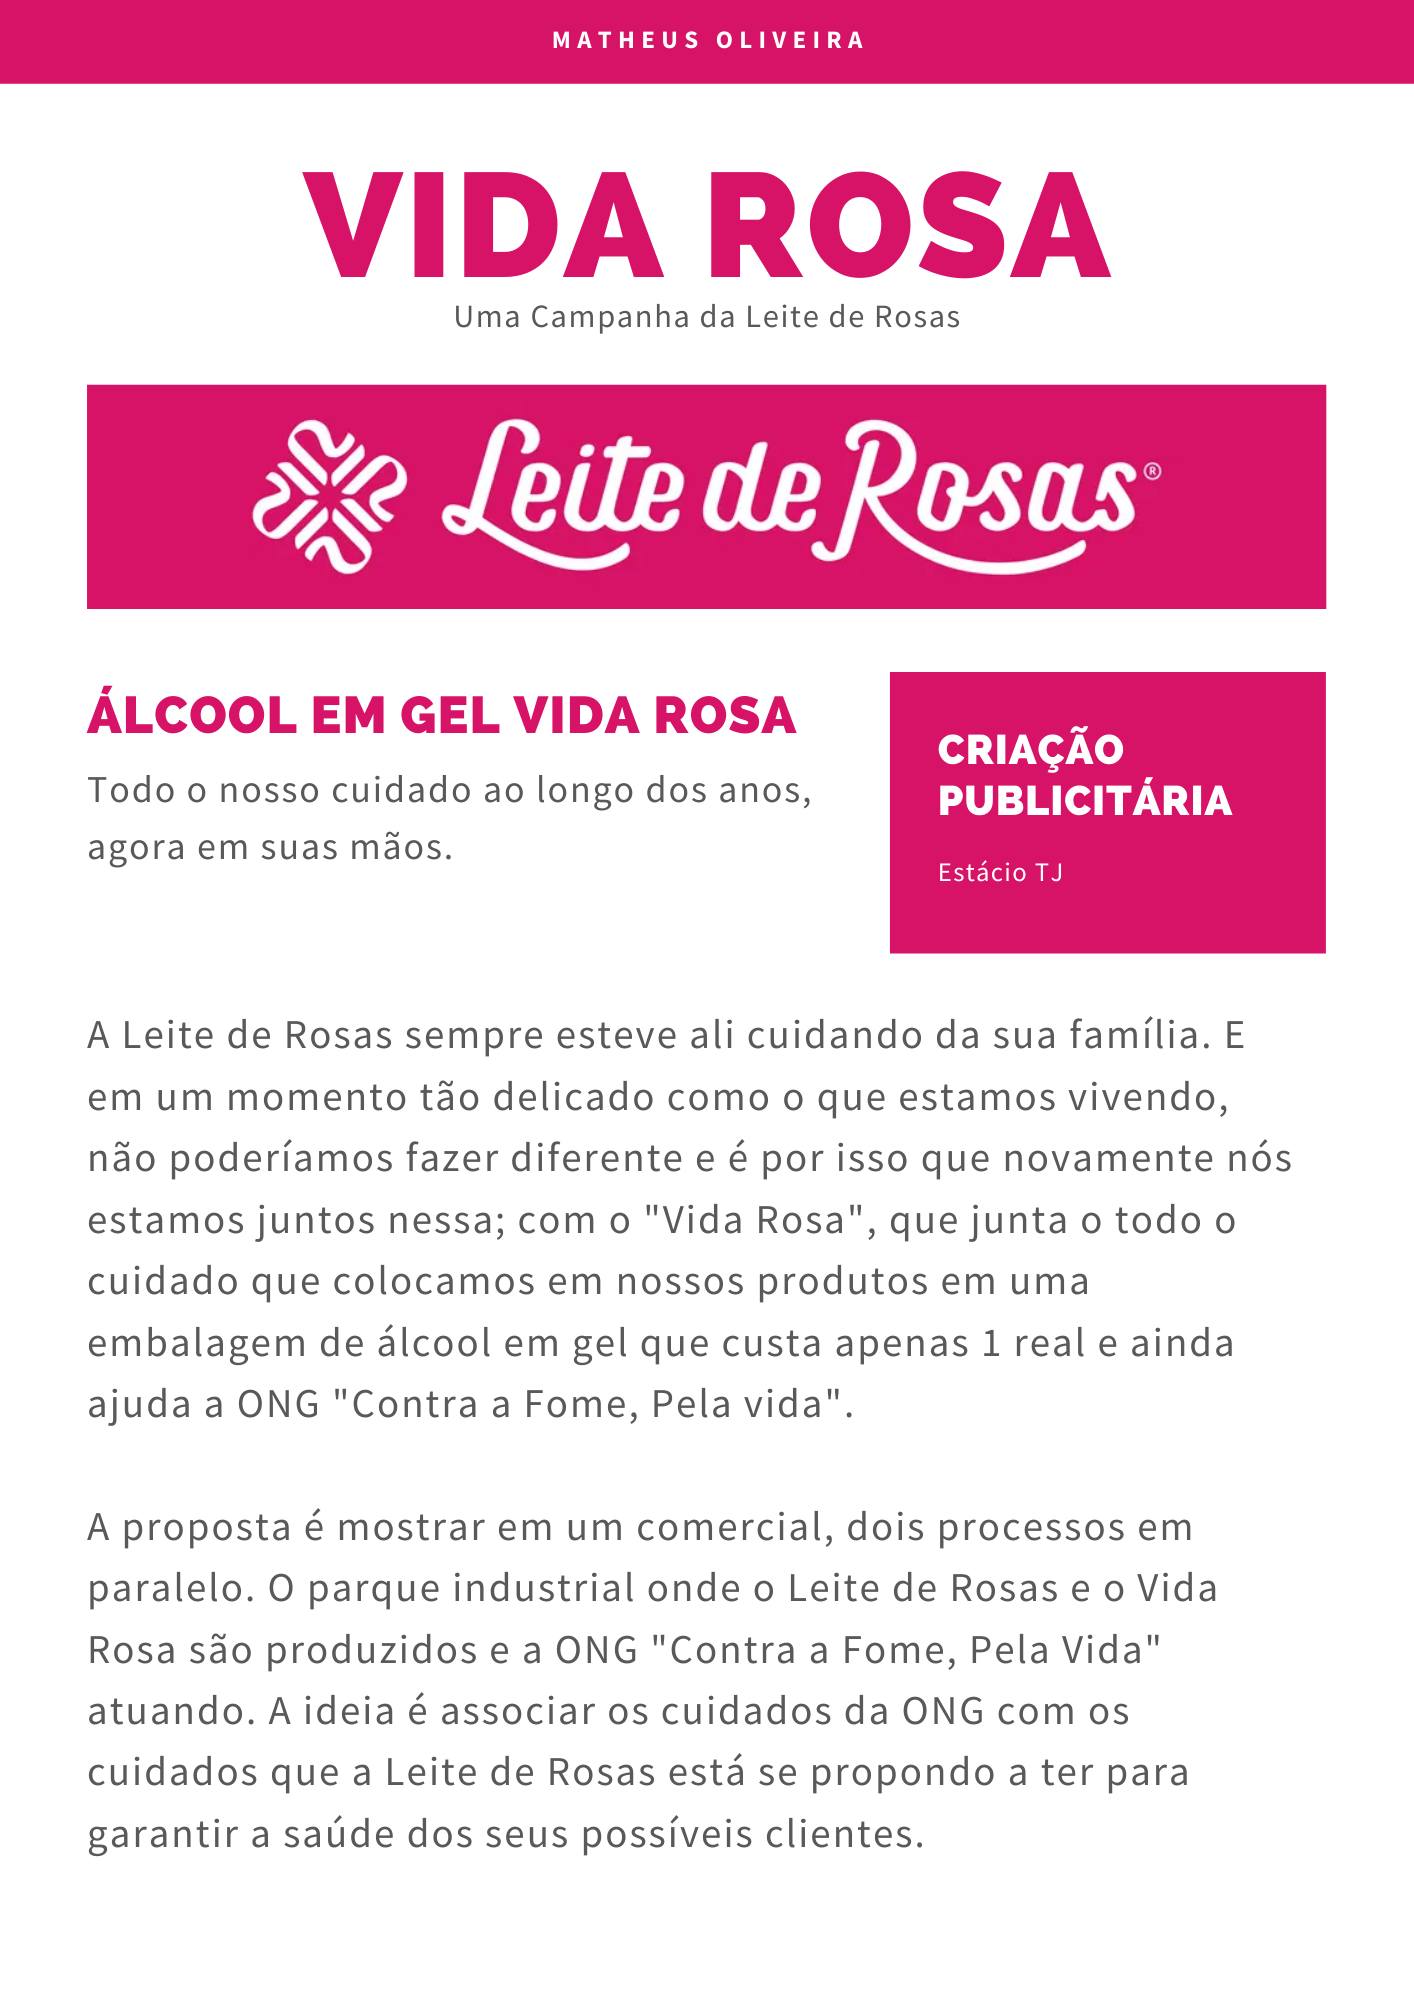 MATHEUS OLIVEIRA
VIDA ROSA
Uma Campanha da Leite de Rosas
Leite de Rosas®
ÁLCOOL EM GEL VIDA ROSA
Todo o nosso cuidado ao longo dos anos,
agora em suas mãos.
CRIAÇÃO
PUBLICITÁRIA
Estácio TJ
A Leite de Rosas sempre esteve ali cuidando da sua família. E
em um momento tão delicado como o que estamos vivendo,
não poderíamos fazer diferente e é por isso que novamente nós
estamos juntos nessa; com o "Vida Rosa", que junta o todo o
cuidado que colocamos em nossos produtos em uma
embalagem de álcool em gel que custa apenas 1 real e ainda
ajuda a ONG "Contra a Fome, Pela vida".
A proposta é mostrar em um comercial, dois processos em
paralelo. O parque industrial onde o Leite de Rosas e o Vida
Rosa são produzidos e a ONG "Contra a Fome, Pela Vida"
atuando. A ideia é associar os cuidados da ONG com os
cuidados que a Leite de Rosas está se propondo a ter para
garantir a saúde dos seus possíveis clientes.